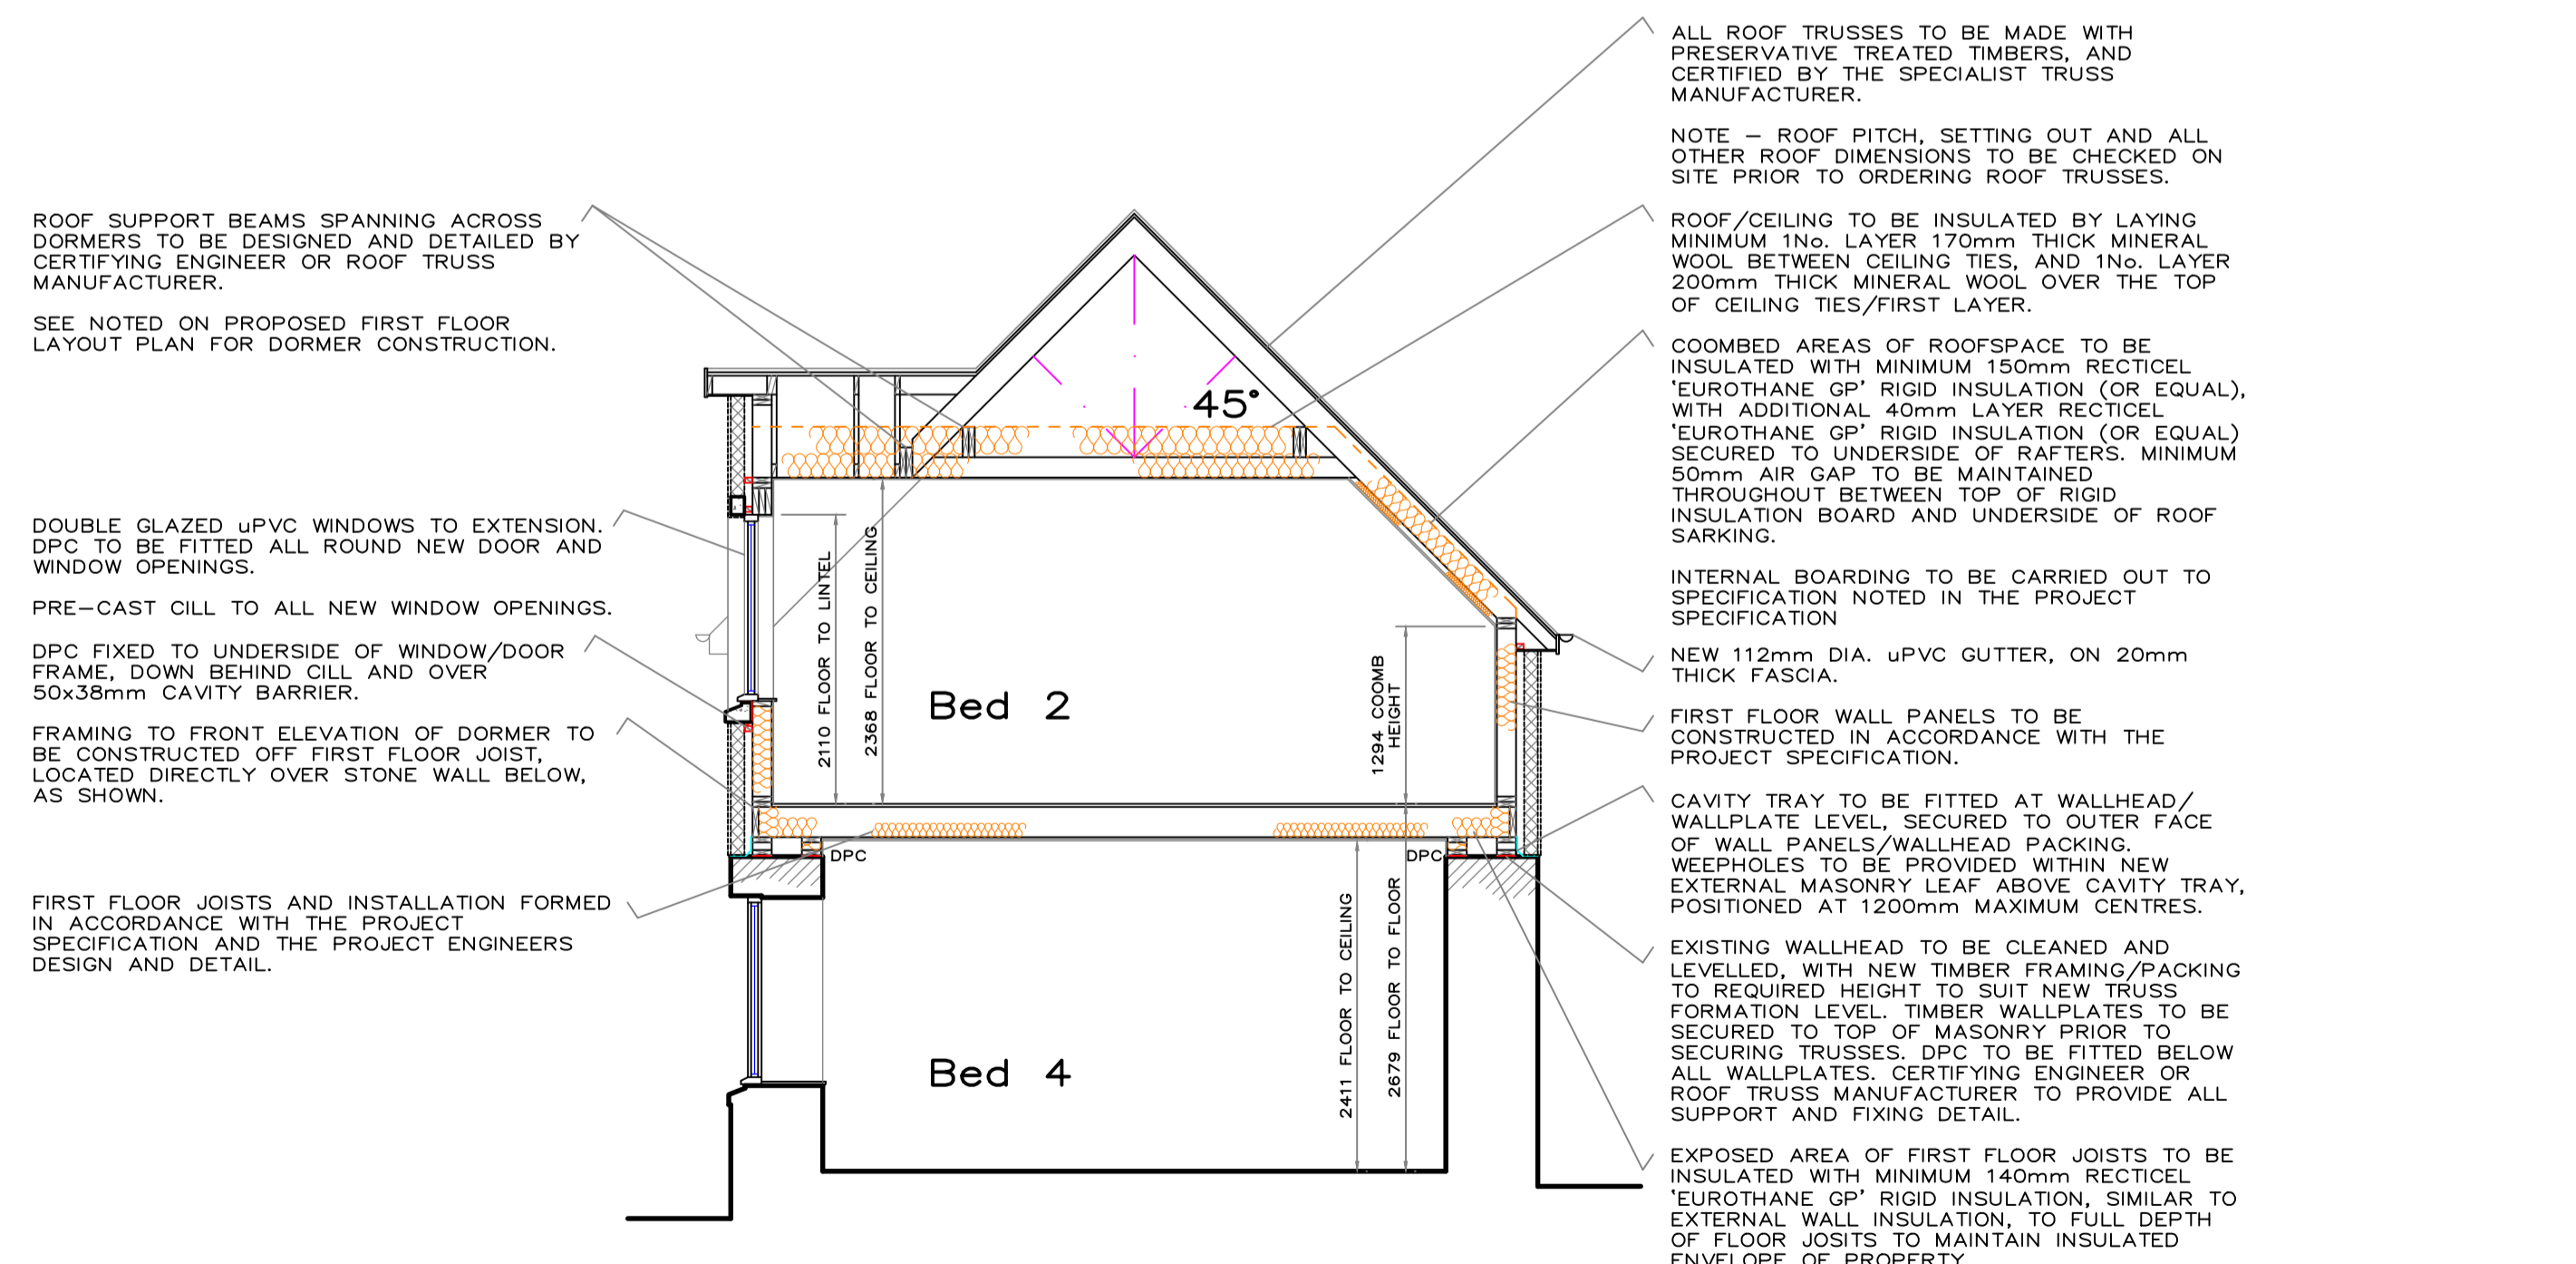 ROOF SUPPORT BEAMS SPANNING ACROSS
DORMERS TO BE DESIGNED AND DETAILED BY
CERTIFYING ENGINEER OR ROOF TRUSS
MANUFACTURER.
SEE NOTED ON PROPOSED FIRST FLOOR
LAYOUT PLAN FOR DORMER CONSTRUCTION.
DOUBLE GLAZED uPVC WINDOWS TO EXTENSION.
DPC TO BE FITTED ALL ROUND NEW DOOR AND
WINDOW OPENINGS.
PRE-CAST CILL TO ALL NEW WINDOW OPENINGS.
DPC FIXED TO UNDERSIDE OF WINDOW/DOOR
FRAME, DOWN BEHIND CILL AND OVER
50x38mm CAVITY BARRIER.
FRAMING TO FRONT ELEVATION OF DORMER TO
BE CONSTRUCTED OFF FIRST FLOOR JOIST,
LOCATED DIRECTLY OVER STONE WALL BELOW,
AS SHOWN.
FIRST FLOOR JOISTS AND INSTALLATION FORMED
IN ACCORDANCE WITH THE PROJECT
SPECIFICATION AND THE PROJECT ENGINEERS
DESIGN AND DETAIL.
45°
2110 FLOOR TO LINTEL
2368 FLOOR TO CEILING
Bed 2
1294 COOMB
HEIGHT
DPC
DPC
Bed 4
2411 FLOOR TO CEILING
2679 FLOOR TO FLOOR
ALL ROOF TRUSSES TO BE MADE WITH
PRESERVATIVE TREATED TIMBERS, AND
CERTIFIED BY THE SPECIALIST TRUSS
MANUFACTURER.
NOTE – ROOF PITCH, SETTING OUT AND ALL
OTHER ROOF DIMENSIONS TO BE CHECKED ON
SITE PRIOR TO ORDERING ROOF TRUSSES.
ROOF/CEILING TO BE INSULATED BY LAYING
MINIMUM 1No. LAYER 170mm THICK MINERAL
WOOL BETWEEN CEILING TIES, AND 1No. LAYER
200mm THICK MINERAL WOOL OVER THE TOP
OF CEILING TIES/FIRST LAYER.
COOMBED AREAS OF ROOFSPACE TO BE
INSULATED WITH MINIMUM 150mm RECTICEL
'EUROTHANE GP' RIGID INSULATION (OR EQUAL),
WITH ADDITIONAL 40mm LAYER RECTICEL
'EUROTHANE GP' RIGID INSULATION (OR EQUAL)
SECURED TO UNDERSIDE OF RAFTERS. MINIMUM
50mm AIR GAP TO BE MAINTAINED
THROUGHOUT BETWEEN TOP OF RIGID
INSULATION BOARD AND UNDERSIDE OF ROOF
SARKING.
INTERNAL BOARDING TO BE CARRIED OUT TO
SPECIFICATION NOTED IN THE PROJECT
SPECIFICATION
NEW 112mm DIA. uPVC GUTTER, ON 20mm
THICK FASCIA.
FIRST FLOOR WALL PANELS TO BE
CONSTRUCTED IN ACCORDANCE WITH THE
PROJECT SPECIFICATION.
CAVITY TRAY TO BE FITTED AT WALLHEAD/
WALLPLATE LEVEL, SECURED TO OUTER FACE
OF WALL PANELS/WALLHEAD PACKING.
WEEPHOLES TO BE PROVIDED WITHIN NEW
EXTERNAL MASONRY LEAF ABOVE CAVITY TRAY,
POSITIONED AT 1200mm MAXIMUM CENTRES.
EXISTING WALLHEAD TO BE CLEANED AND
LEVELLED, WITH NEW TIMBER FRAMING/PACKING
TO REQUIRED HEIGHT TO SUIT NEW TRUSS
FORMATION LEVEL. TIMBER WALLPLATES TO BE
SECURED TO TOP OF MASONRY PRIOR TO
SECURING TRUSSES. DPC TO BE FITTED BELOW
ALL WALLPLATES. CERTIFYING ENGINEER OR
ROOF TRUSS MANUFACTURER TO PROVIDE ALL
SUPPORT AND FIXING DETAIL.
EXPOSED AREA OF FIRST FLOOR JOISTS TO BE
INSULATED WITH MINIMUM 140mm RECTICEL
'EUROTHANE GP' RIGID INSULATION, SIMILAR TO
EXTERNAL WALL INSULATION, TO FULL DEPTH
OF FLOOR JOSITS TO MAINTAIN INSULATED
ENVELOPE OF PROPERTY